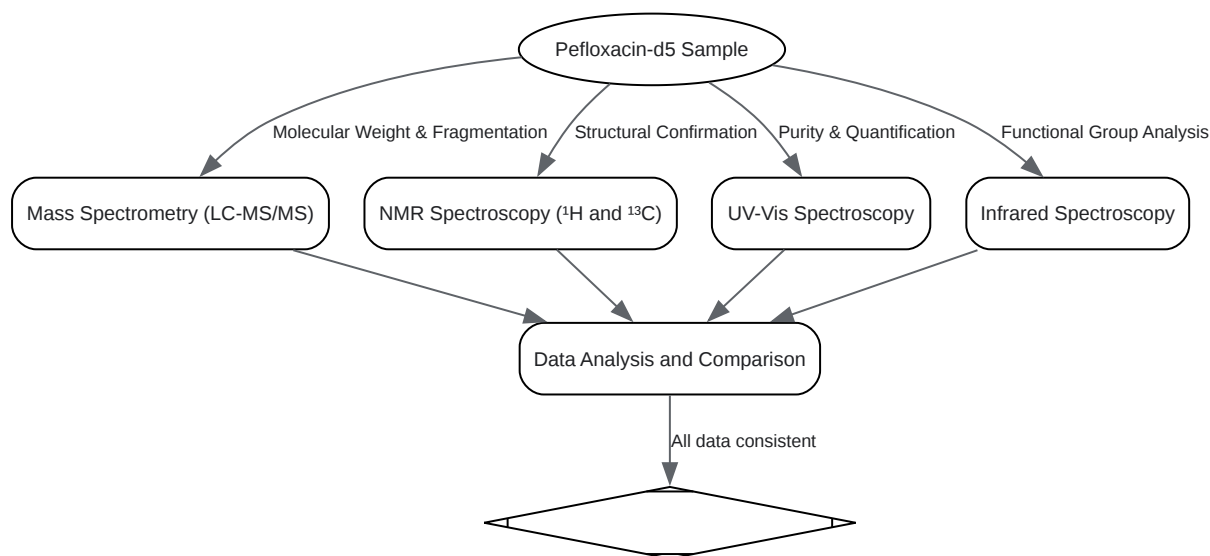 Pefloxacin-d5 Sample
Molecular Weight & Fragmentation
Structural Confirmation
Purity & Quantification
Functional Group Analysis
Mass Spectrometry (LC-MS/MS)
NMR Spectroscopy (¹H and ¹³C)
UV-Vis Spectroscopy
Infrared Spectroscopy
Data Analysis and Comparison
All data consistent